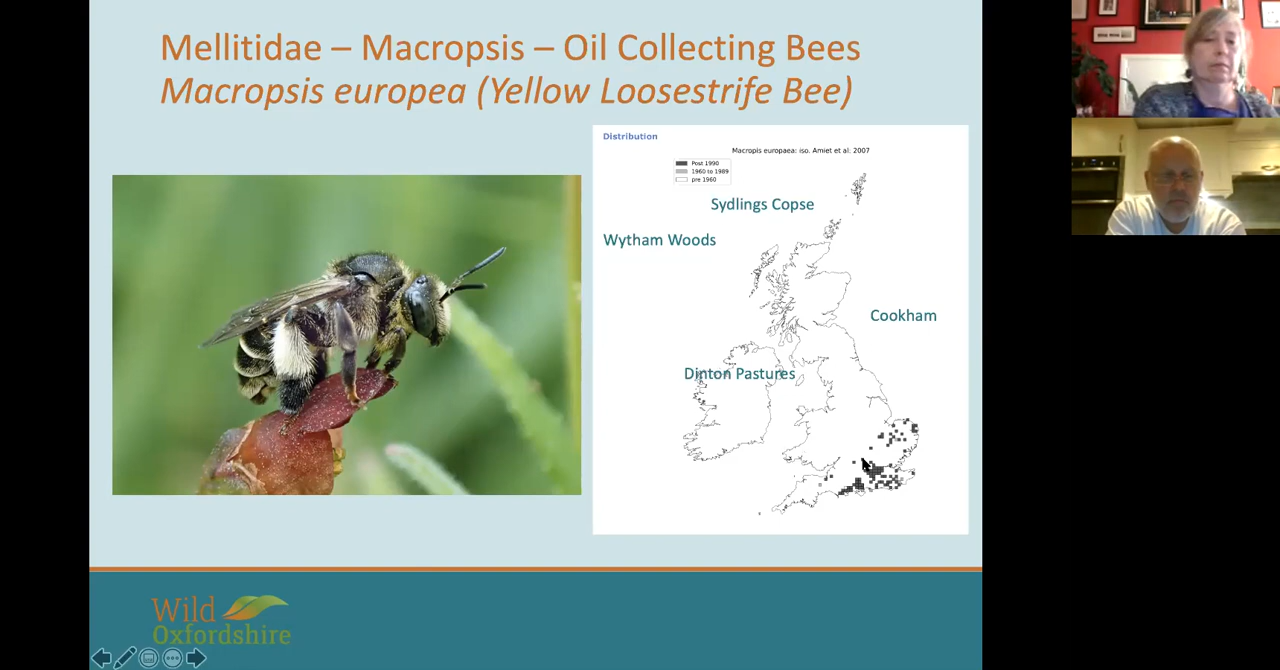 Mellitidae – Macropsis – Oil Collecting Bees
Macropsis europea (Yellow Loosestrife Bee)
Distribution
Macropis europaea: iso. Amiet et al: 2007
Post 1990
1960 to 1989
pre 1960
Sydlings Copse
Wytham Woods
Cookham
Dinton Pastures
Wild
Oxfordshire